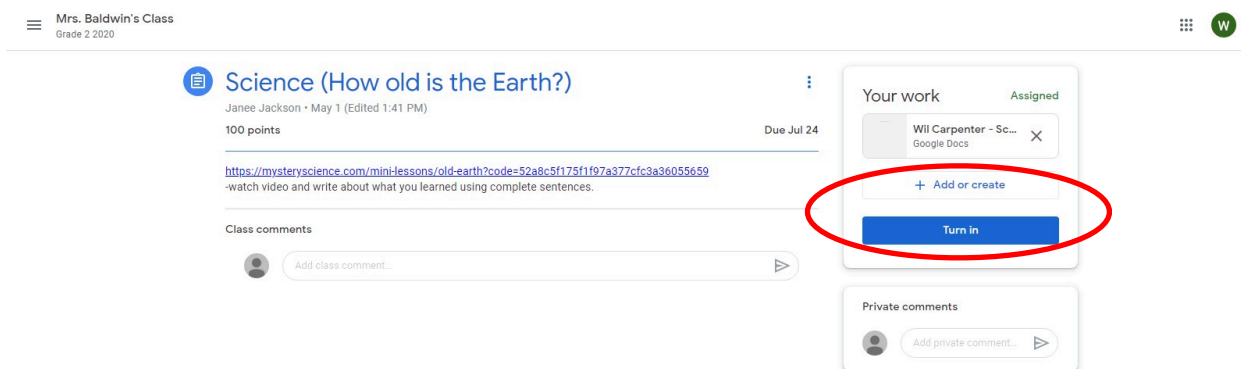 Mrs. Baldwin's Class
Grade 2 2020
W
Science (How old is the Earth?)
Janee Jackson • May 1 (Edited 1:41 PM)
100 points
Due Jul 24
https://mysteryscience.com/mini-lessons/old-earth?code=52a8c5f175f1f97a377cfc3a36055659
-watch video and write about what you learned using complete sentences.
Class comments
Add class comment...
Your work
Assigned
Wil Carpenter - Sc...
Google Docs
+ Add or create
Turn in
Private comments
Add private comment...